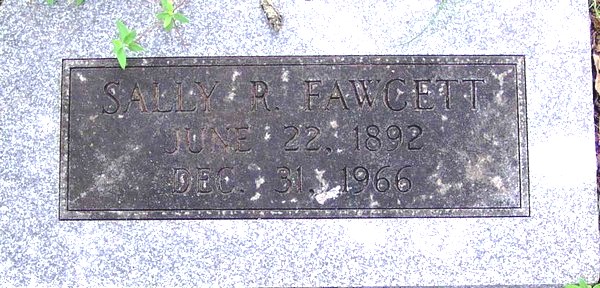 SALLY R. FAWCETT
JUNE 22, 1892
DEC. 31, 1966